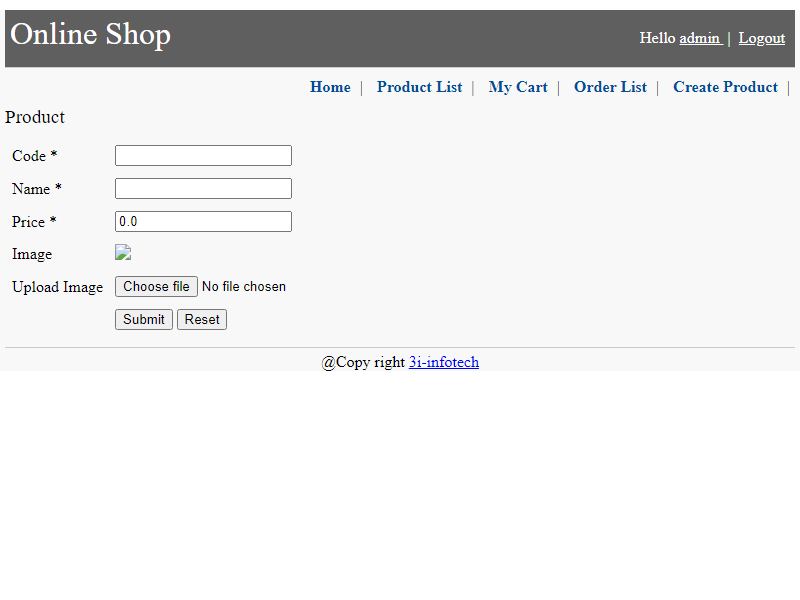 Online Shop
Hello admin | Logout
Home | Product List | My Cart | Order List | Create Product |
Product
Code *
Name *
Price * 0.0
Image
Upload Image Choose file No file chosen
Submit Reset
@Copy right 3i-infotech